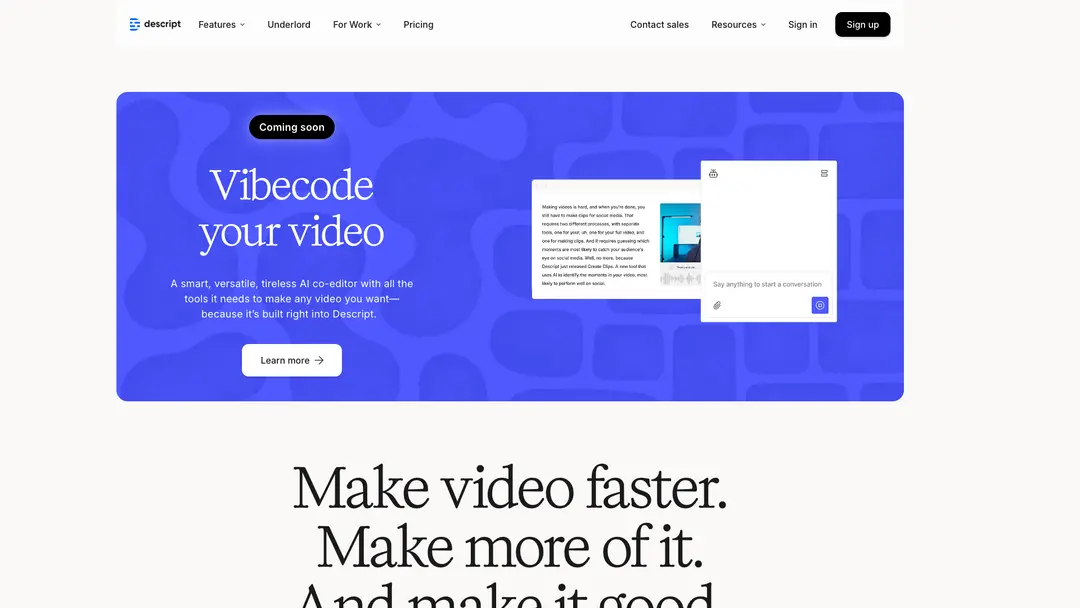 descript
Features
Underlord
For Work
Pricing
Contact sales
Resources
Sign in
Sign up
Coming soon
Vibecode
your video
A smart, versatile, tireless AI co-editor with all the
tools it needs to make any video you want—
because it's built right into Descript.
Learn more
Making videos is hard, and when you're done, you
still have to make clips for social media. That
requires two different processes, with separate
tools, one for your, uh, one for your full video, and
one for making clips. And it requires guessing which
moments are most likely to catch your audience's
eye on social media. Well, no more, because
Descript just released Create Clips. A new tool that
uses AI to identify the moments in your video, most
likely to perform well on social.
Say anything to start a conversation
Make video faster.
Make more of it.
And make it good.